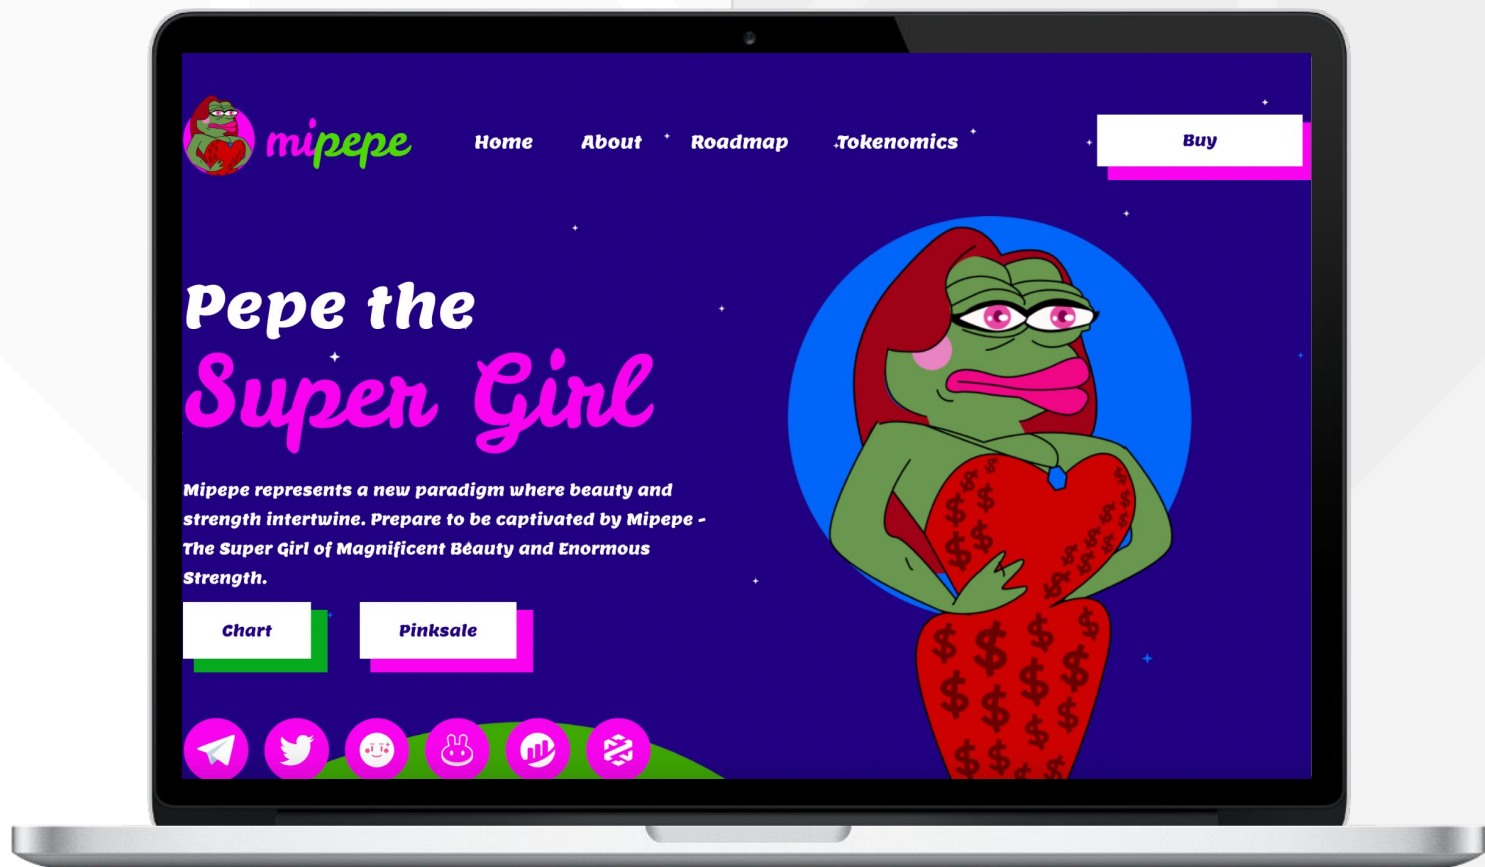 mipepe
Home
About
Roadmap
Tokenomics
Buy
Pepe the
Super Girl
Mipepe represents a new paradigm where beauty and
strength intertwine. Prepare to be captivated by Mipepe -
The Super Girl of Magnificent Beauty and Enormous
Strength.
Chart
Pinksale